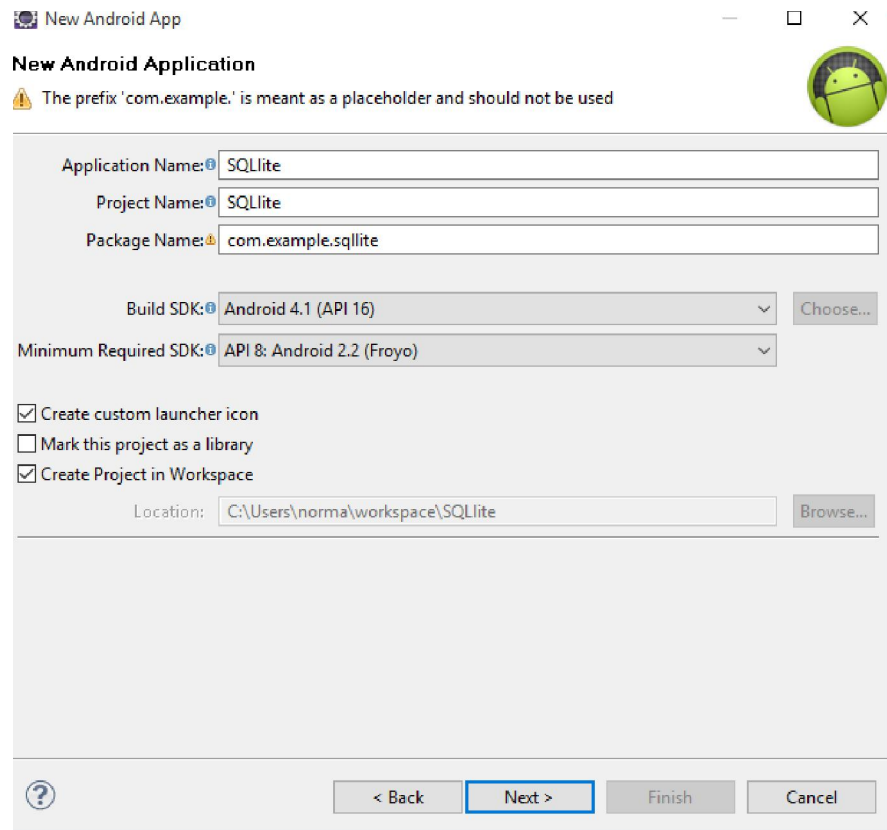 New Android App
New Android Application
The prefix 'com.example.' is meant as a placeholder and should not be used
Application Name: SQLlite
Project Name: SQLlite
Package Name: com.example.sqllite
Build SDK: Android 4.1 (API 16) Choose...
Minimum Required SDK: API 8: Android 2.2 (Froyo)
Create custom launcher icon
Mark this project as a library
Create Project in Workspace
Location: C:\Users\norma\workspace\SQLlite Browse...
? < Back Next > Finish Cancel